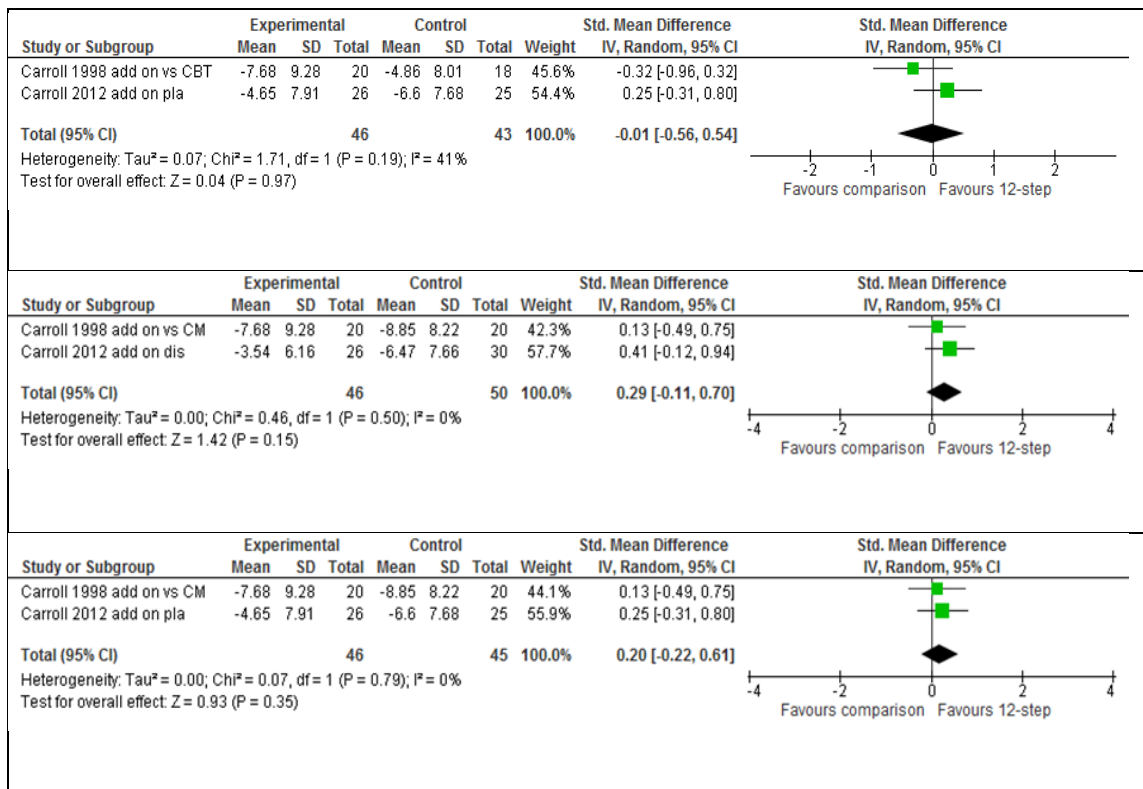 Experimental Control Std. Mean Difference Std. Mean Difference
Study or Subgroup Mean SD Total Mean SD Total Weight IV, Random, 95% CI IV, Random, 95% CI
Carroll 1998 add on vs CBT -7.68 9.28 20 -4.86 8.01 18 45.6% -0.32 [-0.96, 0.32]
Carroll 2012 add on pla -4.65 7.91 26 -6.6 7.68 25 54.4% 0.25 [-0.31, 0.80]
Total (95% CI) 46 43 100.0% -0.01 [-0.56, 0.54]
Heterogeneity: Tau² = 0.07; Chi² = 1.71, df = 1 (P = 0.19); I² = 41%
Test for overall effect: Z = 0.04 (P = 0.97)
-2 -1 0 1 2
Favours comparison Favours 12-step
Experimental Control Std. Mean Difference Std. Mean Difference
Study or Subgroup Mean SD Total Mean SD Total Weight IV, Random, 95% CI IV, Random, 95% CI
Carroll 1998 add on vs CM -7.68 9.28 20 -8.85 8.22 20 42.3% 0.13 [-0.49, 0.75]
Carroll 2012 add on dis -3.54 6.16 26 -6.47 7.66 30 57.7% 0.41 [-0.12, 0.94]
Total (95% CI) 46 50 100.0% 0.29 [-0.11, 0.70]
Heterogeneity: Tau² = 0.00; Chi² = 0.46, df = 1 (P = 0.50); I² = 0%
Test for overall effect: Z = 1.42 (P = 0.15)
-4 -2 0 2 4
Favours comparison Favours 12-step
Experimental Control Std. Mean Difference Std. Mean Difference
Study or Subgroup Mean SD Total Mean SD Total Weight IV, Random, 95% CI IV, Random, 95% CI
Carroll 1998 add on vs CM -7.68 9.28 20 -8.85 8.22 20 44.1% 0.13 [-0.49, 0.75]
Carroll 2012 add on pla -4.65 7.91 26 -6.6 7.68 25 55.9% 0.25 [-0.31, 0.80]
Total (95% CI) 46 45 100.0% 0.20 [-0.22, 0.61]
Heterogeneity: Tau² = 0.00; Chi² = 0.07, df = 1 (P = 0.79); I² = 0%
Test for overall effect: Z = 0.93 (P = 0.35)
-4 -2 0 2 4
Favours comparison Favours 12-step